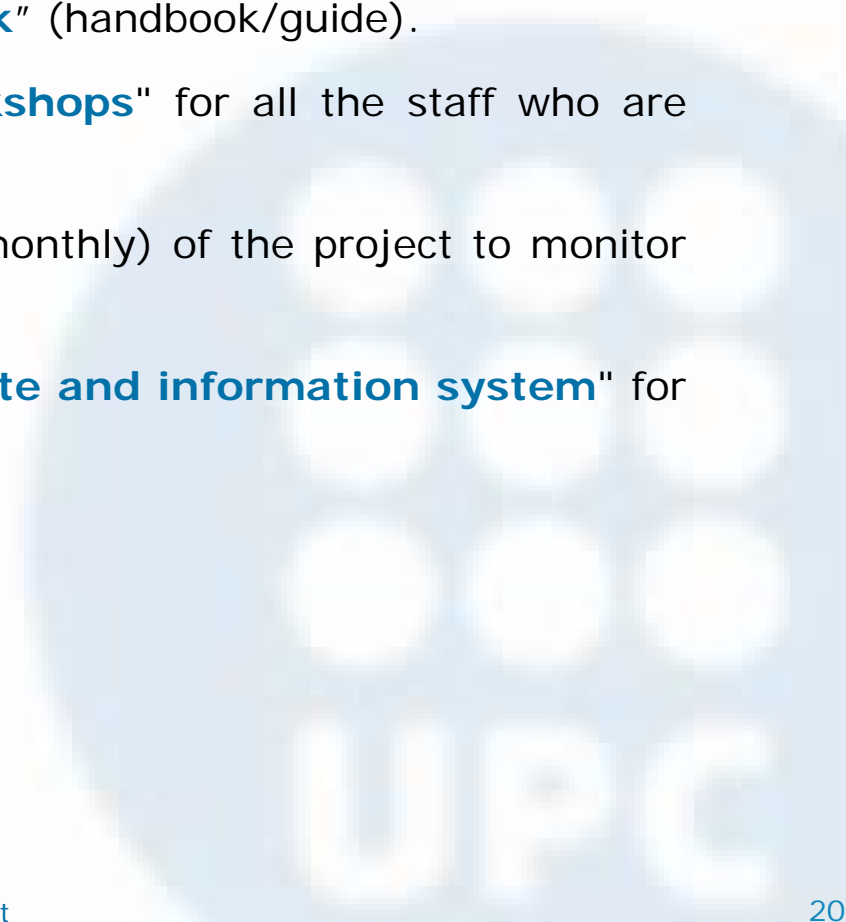 k" (handbook/guide).
kshops" for all the staff who are
monthly) of the project to monitor
te and information system" for
UPC
t
20